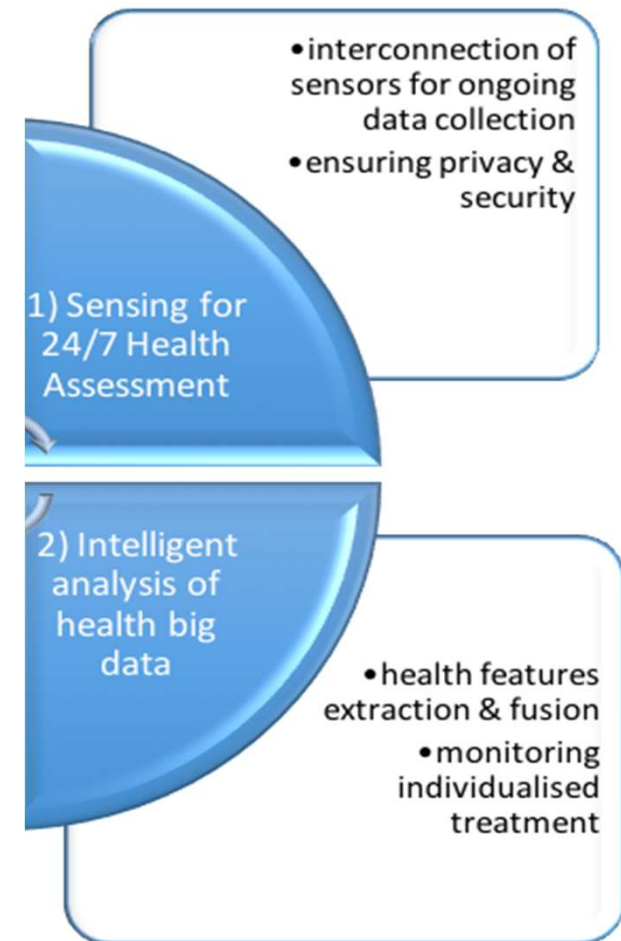 •interconnection of
sensors for ongoing
data collection
•ensuring privacy &
security
1) Sensing for
24/7 Health
Assessment
2) Intelligent
analysis of
health big
data
•health features
extraction & fusion
•monitoring
individualised
treatment